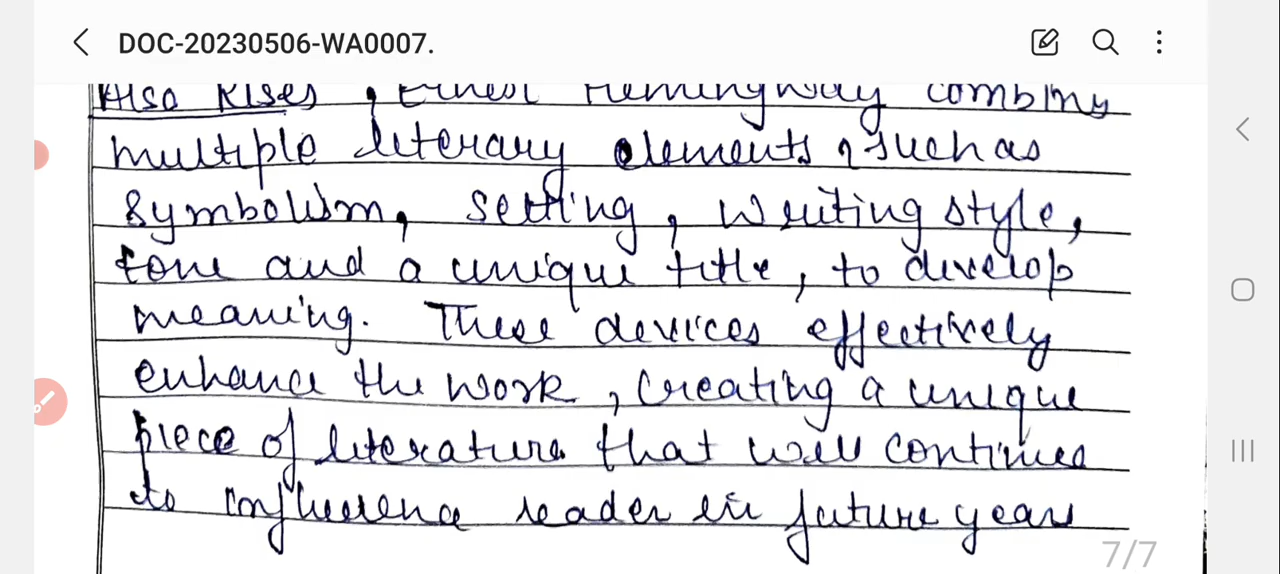 DOC-20230506-WA0007.
Also Rises, Ernest Hemingway combins
multiple literary elements, such as
symbolism, setting, writing style,
tone and a unique title, to develop
meaning. These devices effectively
enhance the work, creating a unique
piece of literature that will continue
to influence reader in future years
7/7